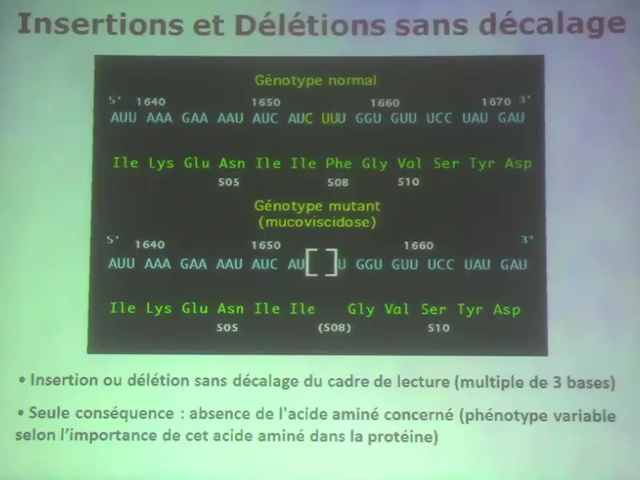 Insertions et Délétions sans décalage
Génotype normal
5' 1640 1650 1660 1670 3'
AUU AAA GAA AAU AUC AUC UUU GGU GUU UCC UAU GAU
Ile Lys Glu Asn Ile Ile Phe Gly Val Ser Tyr Asp
505 508 510
Génotype mutant
(mucoviscidose)
5' 1640 1650 1660 3'
AUU AAA GAA AAU AUC AU[ ]U GGU GUU UCC UAU GAU
Ile Lys Glu Asn Ile Ile Gly Val Ser Tyr Asp
505 (508) 510
• Insertion ou délétion sans décalage du cadre de lecture (multiple de 3 bases)
• Seule conséquence : absence de l'acide aminé concerné (phénotype variable
selon l'importance de cet acide aminé dans la protéine)